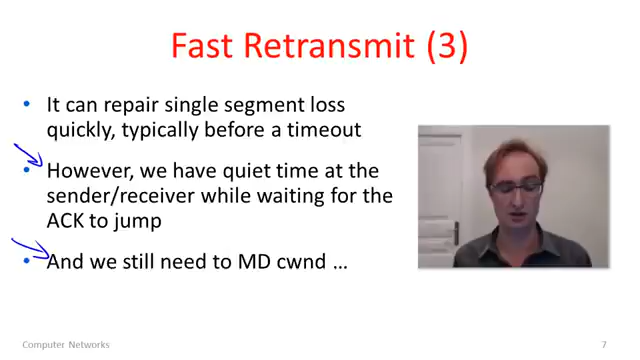 Fast Retransmit (3)
• It can repair single segment loss
quickly, typically before a timeout
• However, we have quiet time at the
sender/receiver while waiting for the
ACK to jump
• And we still need to MD cwnd …
Computer Networks
7